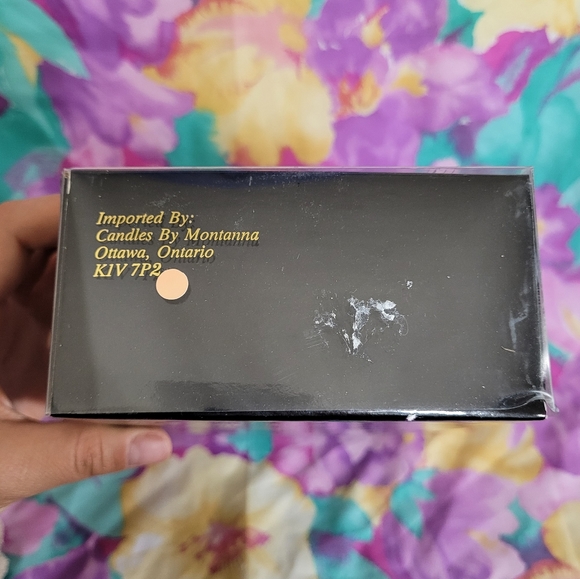 Imported By:
Candles By Montanna
Ottawa, Ontario
K1V 7P2